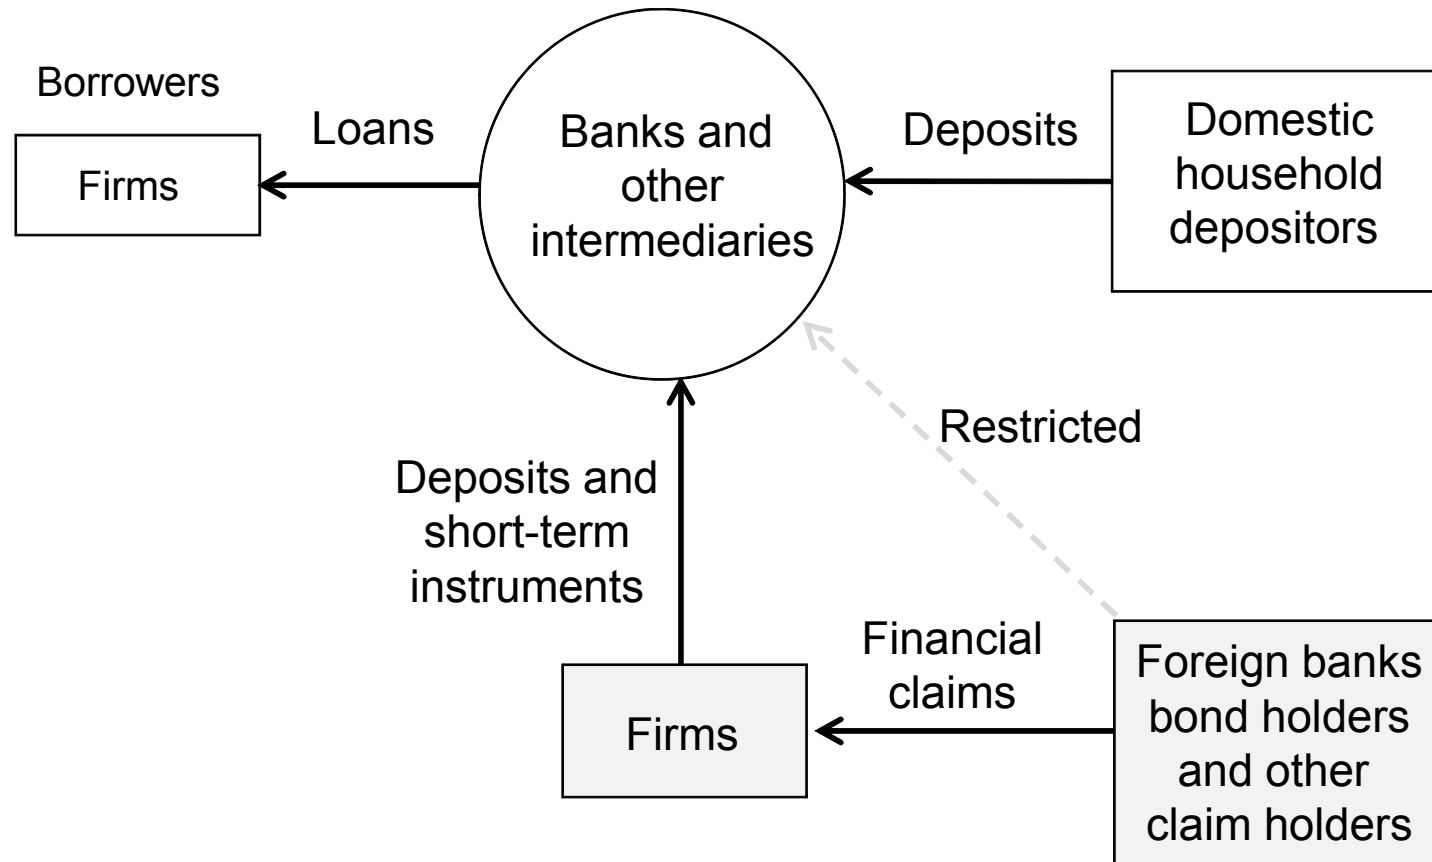 Borrowers
Firms
Loans
Banks and
other
intermediaries
Deposits
Domestic
household
depositors
Restricted
Deposits and
short-term
instruments
Firms
Financial
claims
Foreign banks
bond holders
and other
claim holders